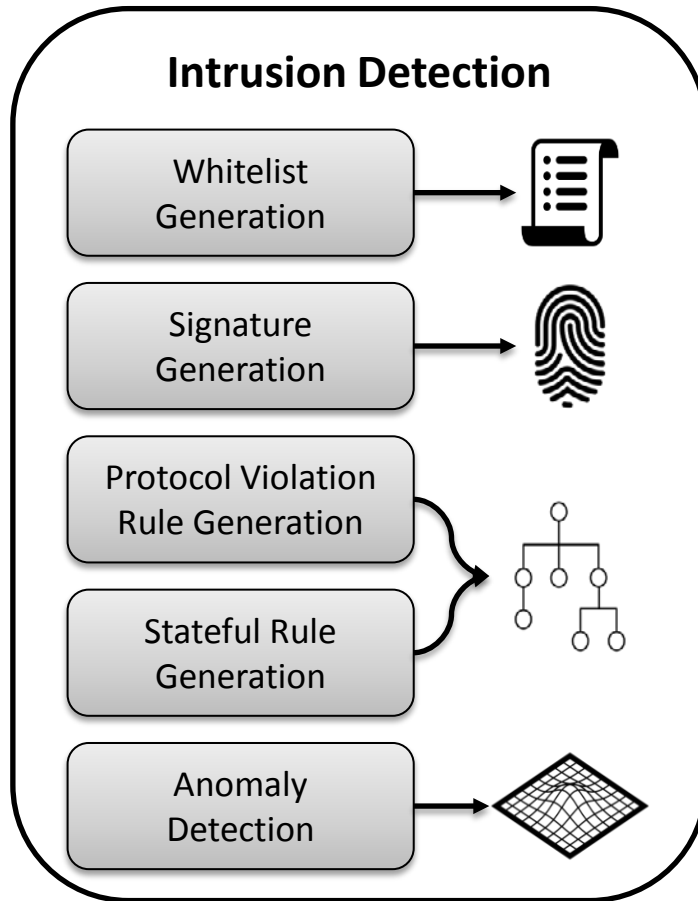 Intrusion Detection
Whitelist
Generation
Signature
Generation
Protocol Violation
Rule Generation
Stateful Rule
Generation
Anomaly
Detection